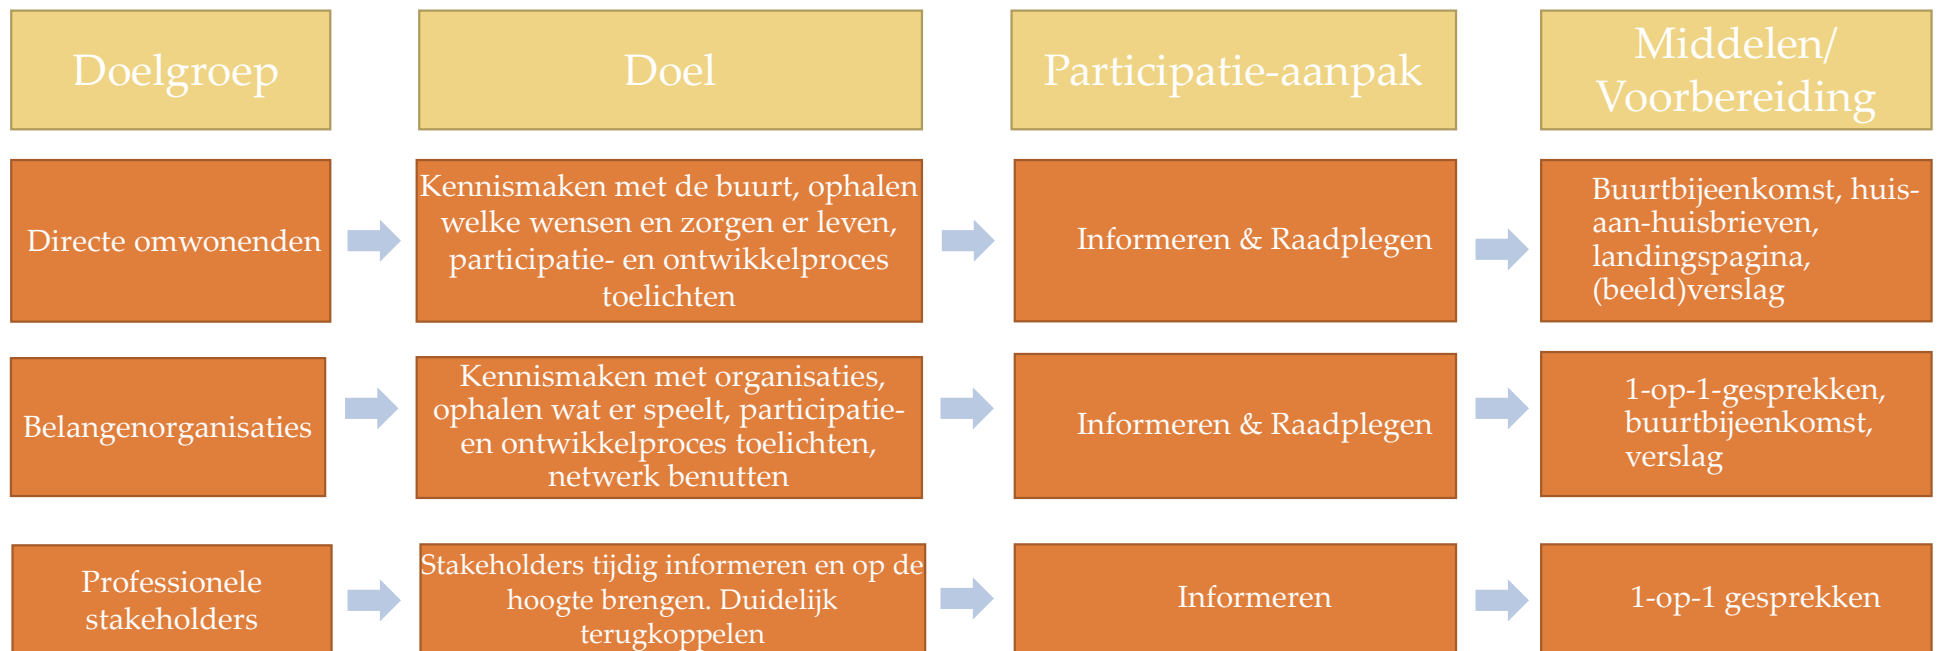 Doelgroep
Doel
Participatie-aanpak
Middelen/
Voorbereiding
Directe omwonenden
Kennismaken met de buurt, ophalen
welke wensen en zorgen er leven,
participatie- en ontwikkelproces
toelichten
Informeren & Raadplegen
Buurtbijeenkomst, huis-
aan-huisbrieven,
landingspagina,
(beeld)verslag
Belangenorganisaties
Kennismaken met organisaties,
ophalen wat er speelt, participatie-
en ontwikkelproces toelichten,
netwerk benutten
Informeren & Raadplegen
1-op-1-gesprekken,
buurtbijeenkomst,
verslag
Professionele
stakeholders
Stakeholders tijdig informeren en op de
hoogte brengen. Duidelijk
terugkoppelen
Informeren
1-op-1 gesprekken